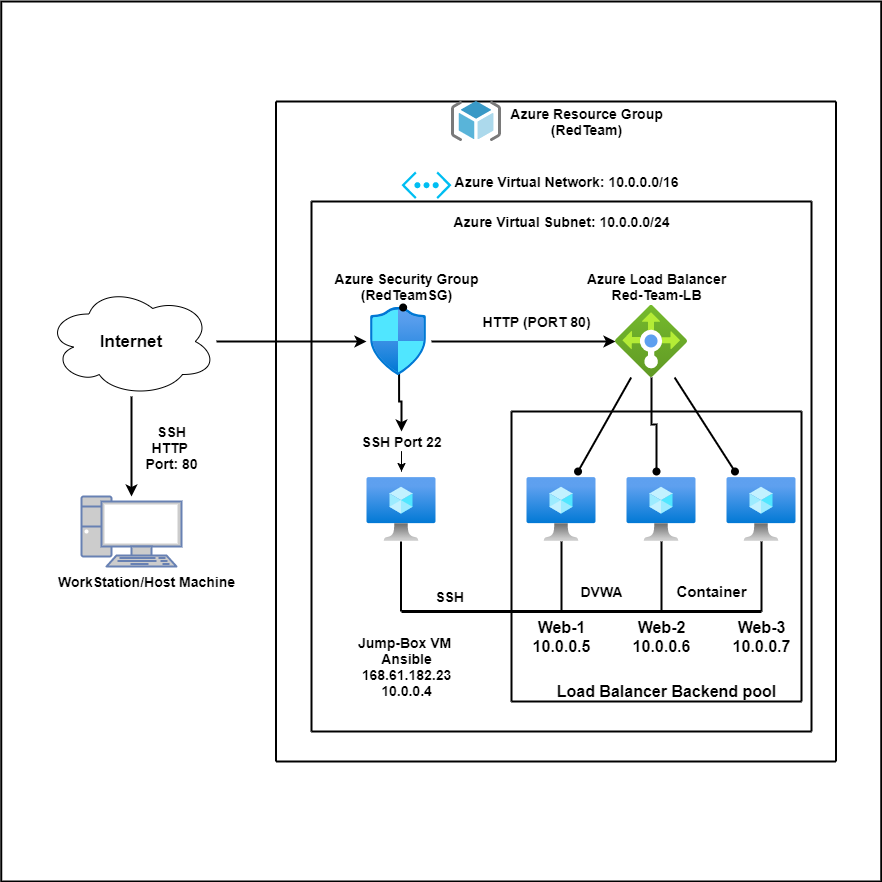 Azure Resource Group
(RedTeam)
Azure Virtual Network: 10.0.0.0/16
Azure Virtual Subnet: 10.0.0.0/24
Azure Security Group
(RedTeamSG)
Azure Load Balancer
Red-Team-LB
HTTP (PORT 80)
Internet
SSH
HTTP
Port: 80
SSH Port 22
WorkStation/Host Machine
SSH
DVWA
Container
Web-1
10.0.0.5
Web-2
10.0.0.6
Web-3
10.0.0.7
Jump-Box VM
Ansible
168.61.182.23
10.0.0.4
Load Balancer Backend pool